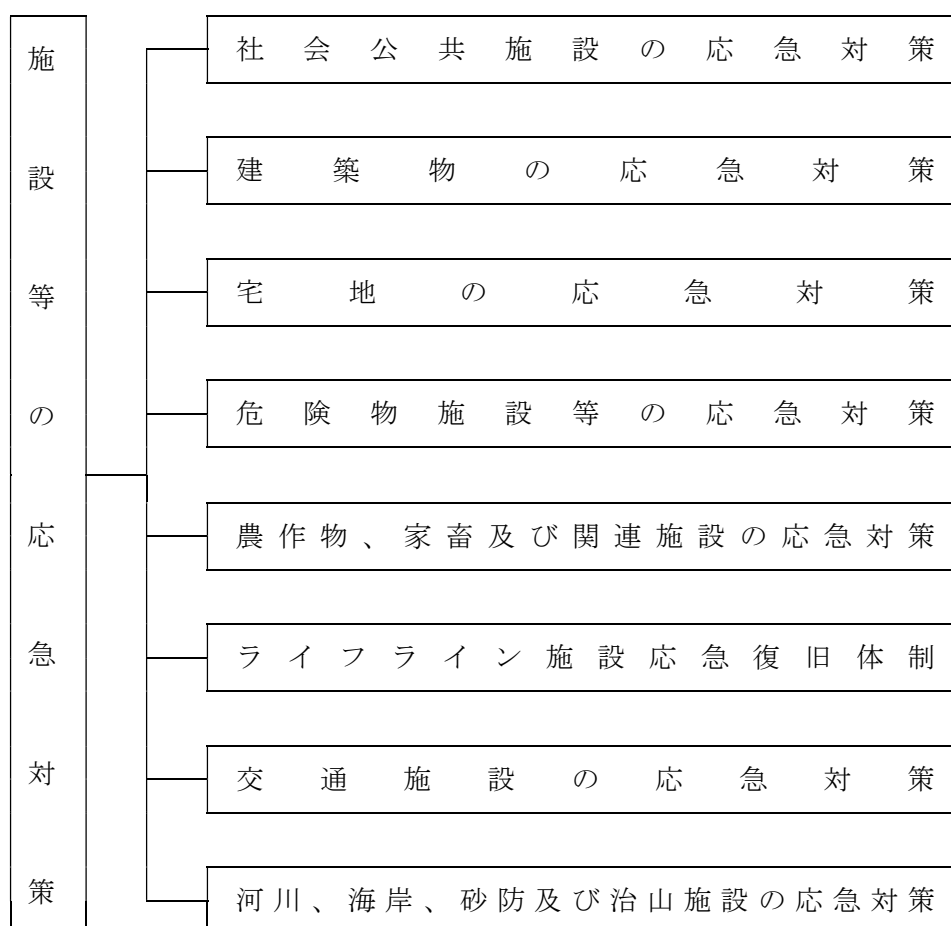 施設等の応急対策
社会公共施設の応急対策
建築物の応急対策
宅地の応急対策
危険物施設等の応急対策
農作物、家畜及び関連施設の応急対策
ライフライン施設応急復旧体制
交通施設の応急対策
河川、海岸、砂防及び治山施設の応急対策